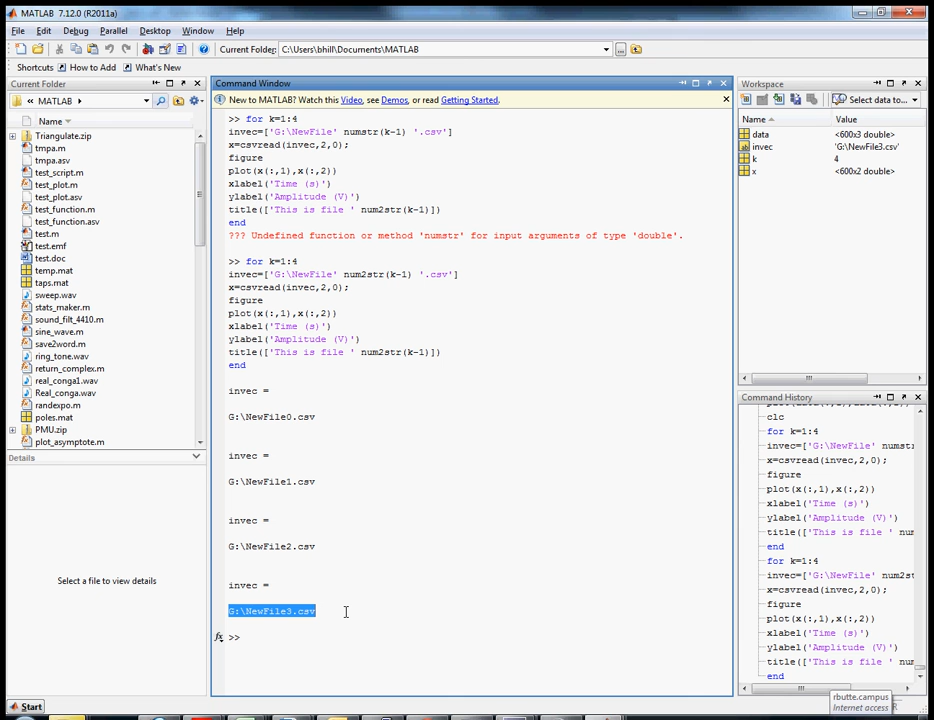 MATLAB 7.12.0 (R2011a)
File Edit Debug Parallel Desktop Window Help
Current Folder: C:\Users\bhill\Documents\MATLAB
Shortcuts How to Add What's New
Current Folder
« MATLAB
Name
Triangulate.zip
tmpa.m
tmpa.asv
test_script.m
test_plot.m
test_plot.asv
test_function.m
test_function.asv
test.m
test.emf
test.doc
temp.mat
taps.mat
sweep.wav
stats_maker.m
sound_filt_4410.m
sine_wave.m
save2word.m
ring_tone.wav
return_complex.m
real_conga1.wav
Real_conga.wav
randexpo.m
poles.mat
PMU.zip
plot_asymptote.m
Details
Select a file to view details
Start
Command Window
New to MATLAB? Watch this Video, see Demos, or read Getting Started.
>> for k=1:4
invec=['G:\NewFile' numstr(k-1) '.csv']
x=csvread(invec,2,0);
figure
plot(x(:,1),x(:,2))
xlabel('Time (s)')
ylabel('Amplitude (V)')
title(['This is file ' num2str(k-1)])
end
??? Undefined function or method 'numstr' for input arguments of type 'double'.
>> for k=1:4
invec=['G:\NewFile' num2str(k-1) '.csv']
x=csvread(invec,2,0);
figure
plot(x(:,1),x(:,2))
xlabel('Time (s)')
ylabel('Amplitude (V)')
title(['This is file ' num2str(k-1)])
end
invec =
G:\NewFile0.csv
invec =
G:\NewFile1.csv
invec =
G:\NewFile2.csv
invec =
G:\NewFile3.csv
fx >>
Workspace
Select data to...
Name Value
data <600x3 double>
invec 'G:\NewFile3.csv'
k 4
x <600x2 double>
Command History
clc
for k=1:4
invec=['G:\NewFile' numstr
x=csvread(invec,2,0);
figure
plot(x(:,1),x(:,2))
xlabel('Time (s)')
ylabel('Amplitude (V)')
title(['This is file ' nu
end
for k=1:4
invec=['G:\NewFile' num2st
x=csvread(invec,2,0);
figure
plot(x(:,1),x(:,2))
xlabel('Time (s)')
ylabel('Amplitude (V)')
title(['This is file ' nu
end
rbutte.campus
Internet access